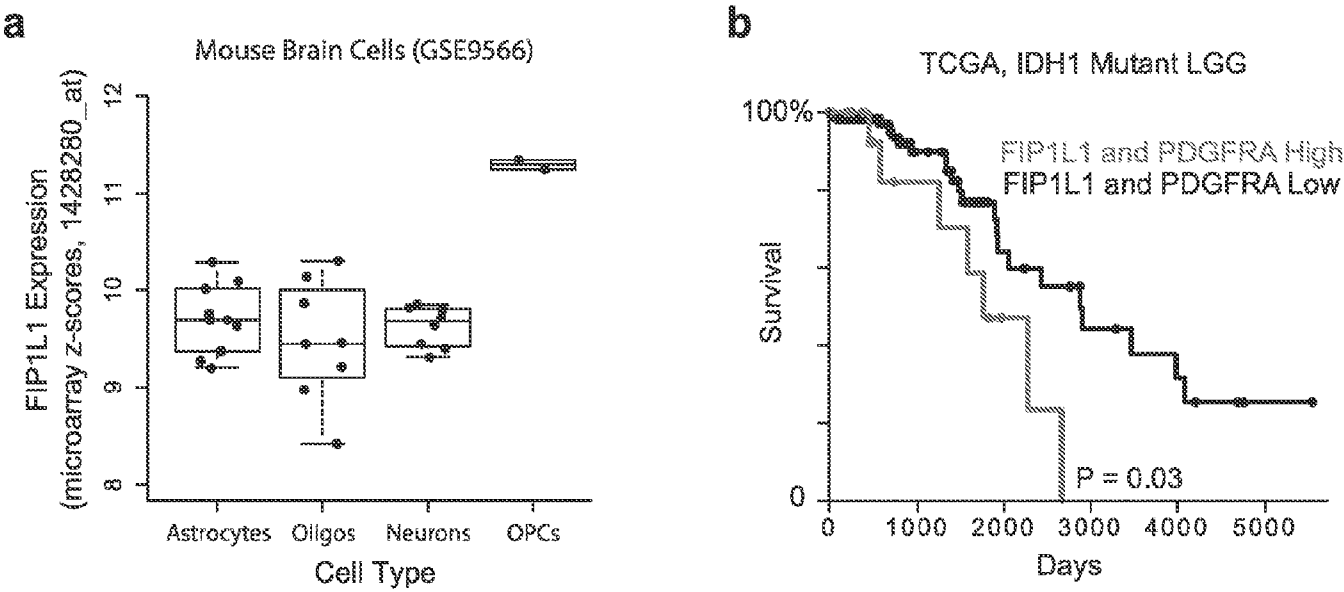 a
Mouse Brain Cells (GSE9566)
FIP1L1 Expression
(microarray z-scores, 1428280_at)
12
11
10
9
8
Astrocytes Oligos Neurons OPCs
Cell Type
b
TCGA, IDH1 Mutant LGG
100%
FIP1L1 and PDGFRA High
FIP1L1 and PDGFRA Low
Survival
P = 0.03
0
0 1000 2000 3000 4000 5000
Days